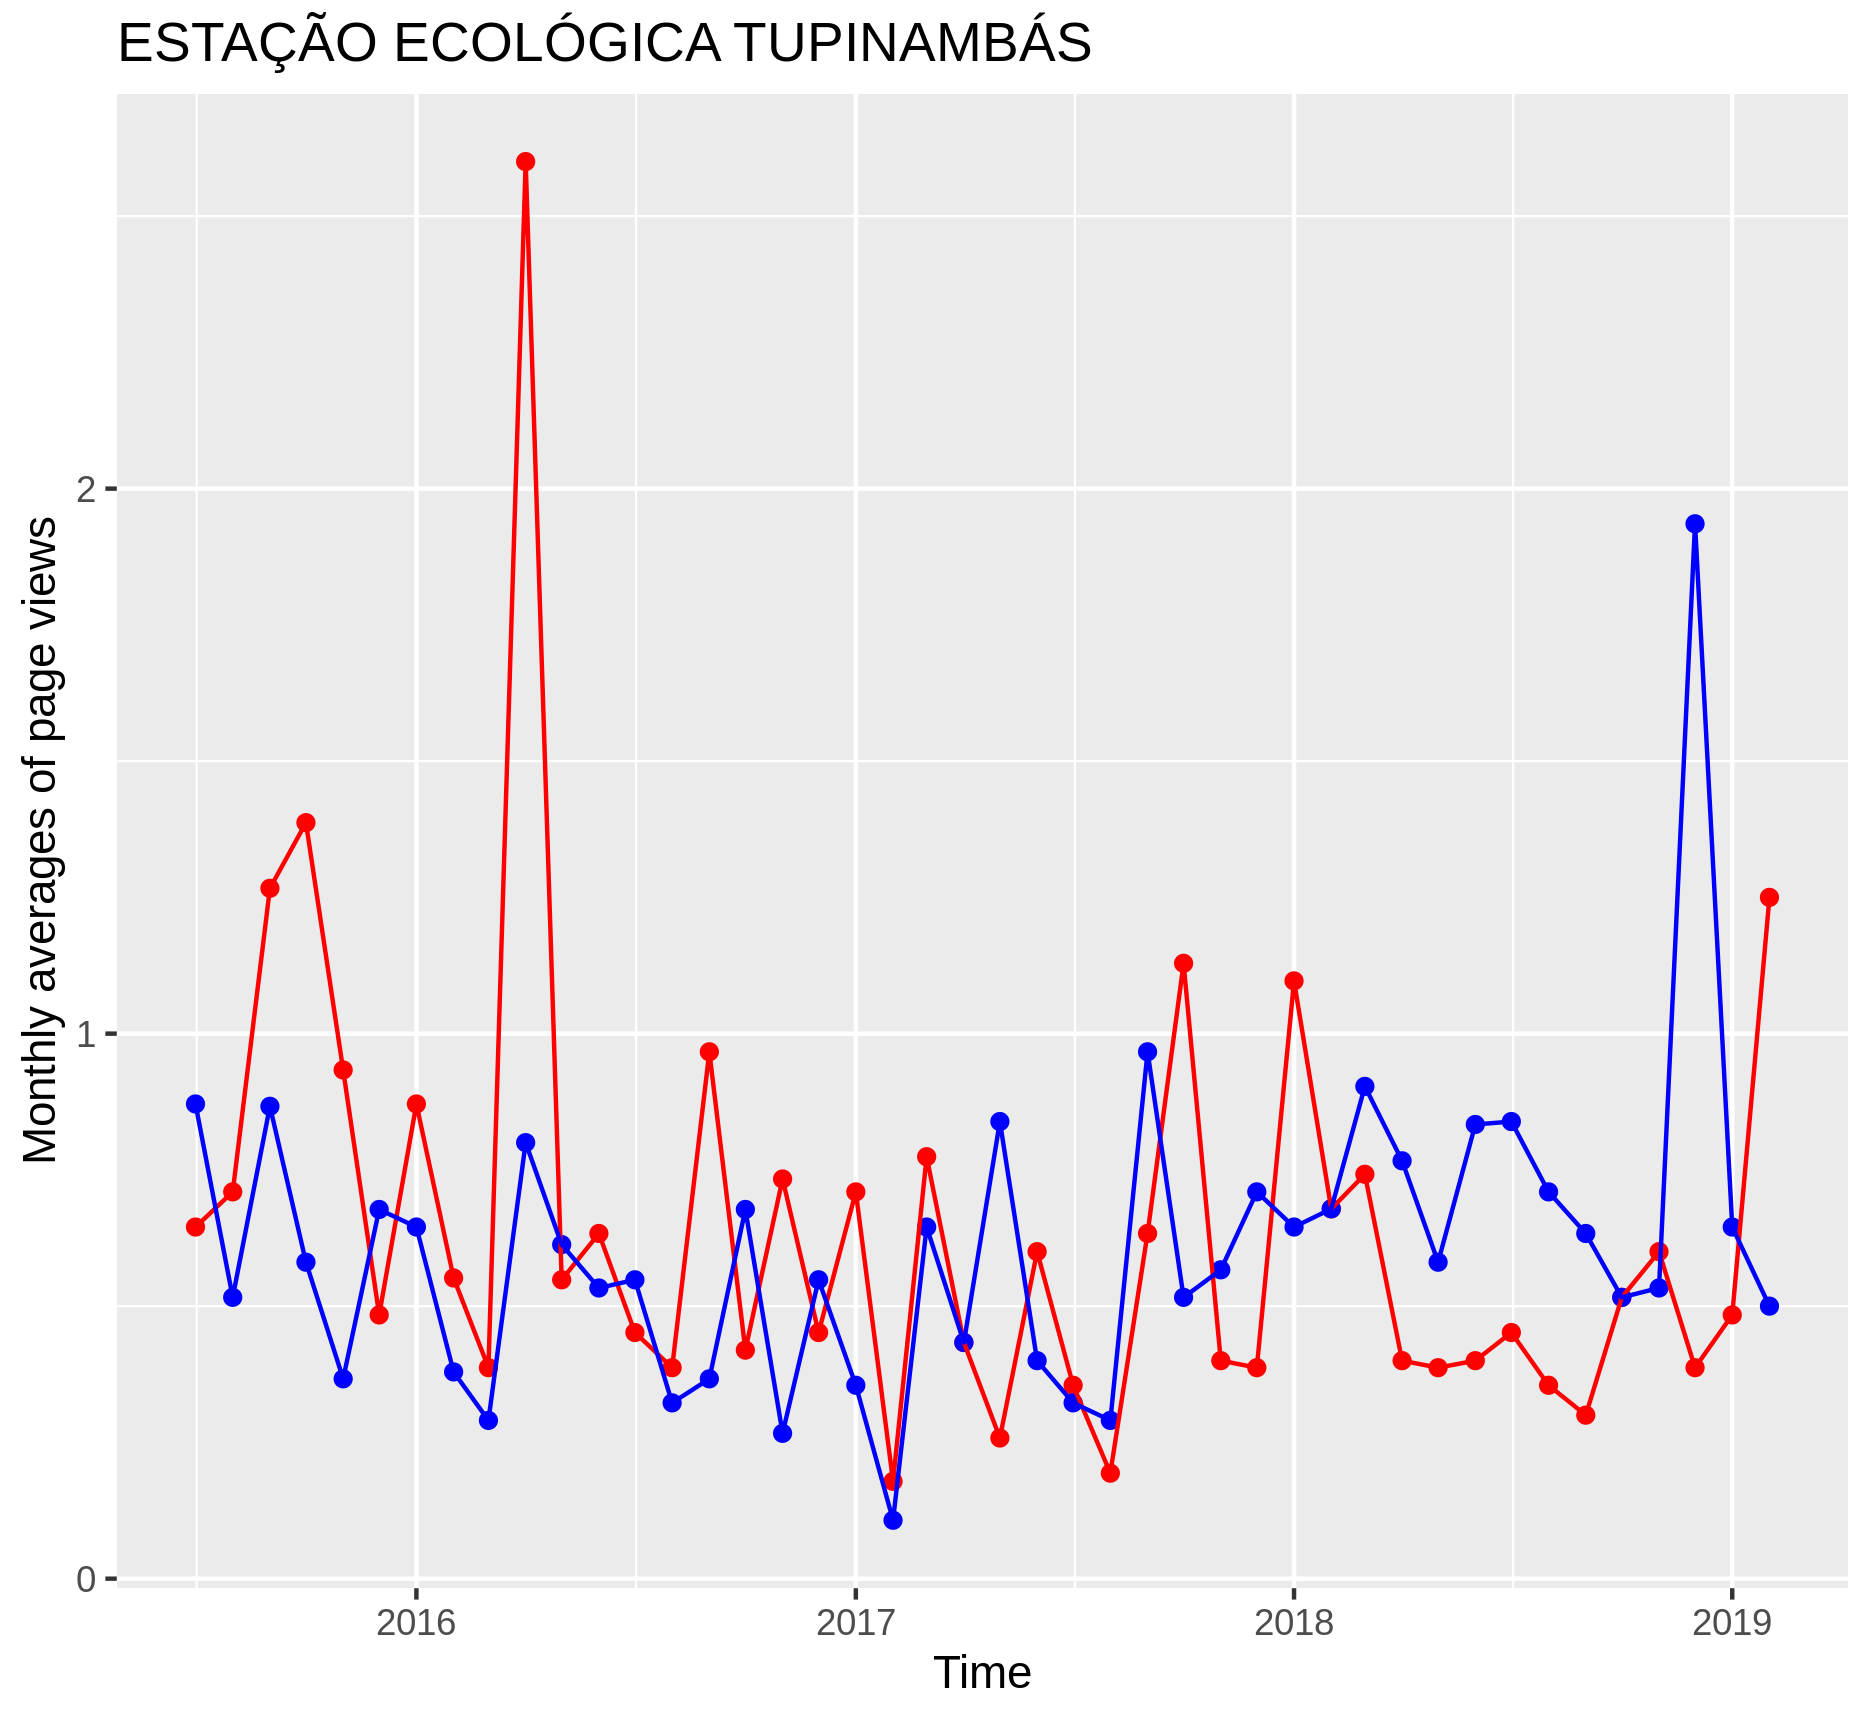 ESTAÇÃO ECOLÓGICA TUPINAMBÁS
Monthly averages of page views
2
1
0
2016
2017
2018
2019
Time